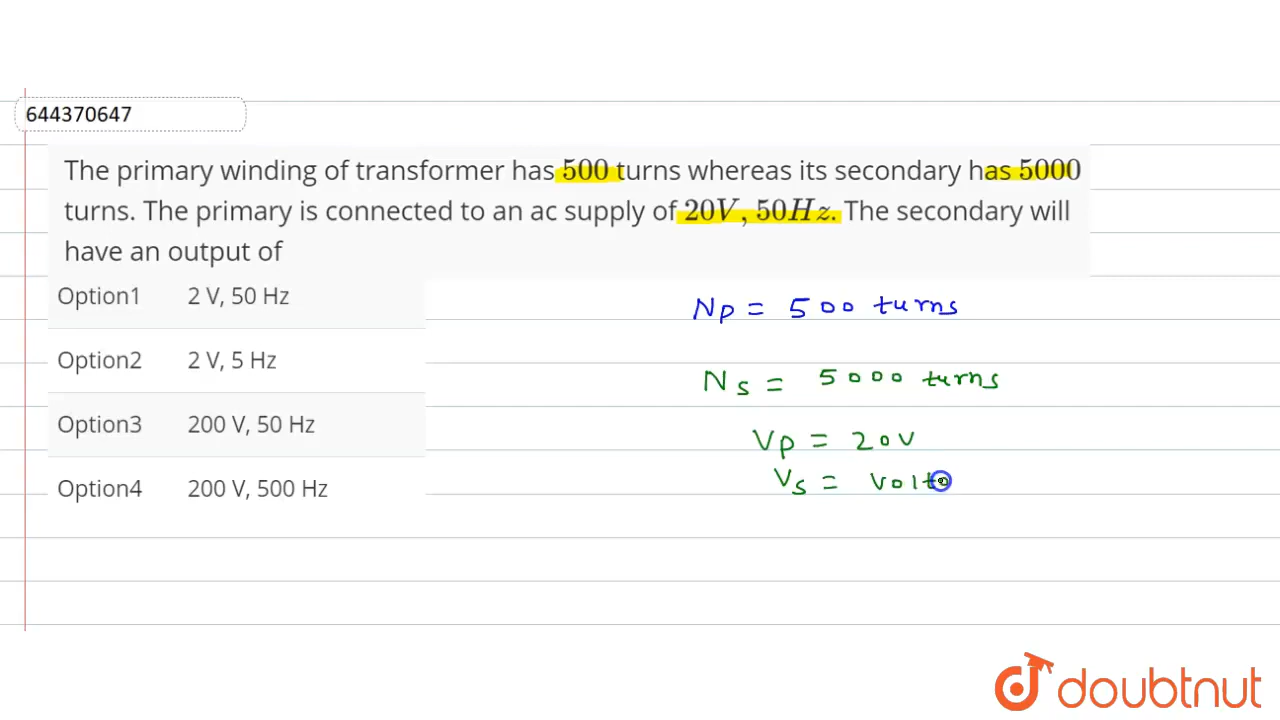 644370647
The primary winding of transformer has 500 turns whereas its secondary has 5000
turns. The primary is connected to an ac supply of 20V, 50Hz. The secondary will
have an output of
Option1 2 V, 50 Hz
Option2 2 V, 5 Hz
Option3 200 V, 50 Hz
Option4 200 V, 500 Hz
Np = 500 turns
Ns = 5000 turns
Vp = 20V
Vs = volta
doubtnut